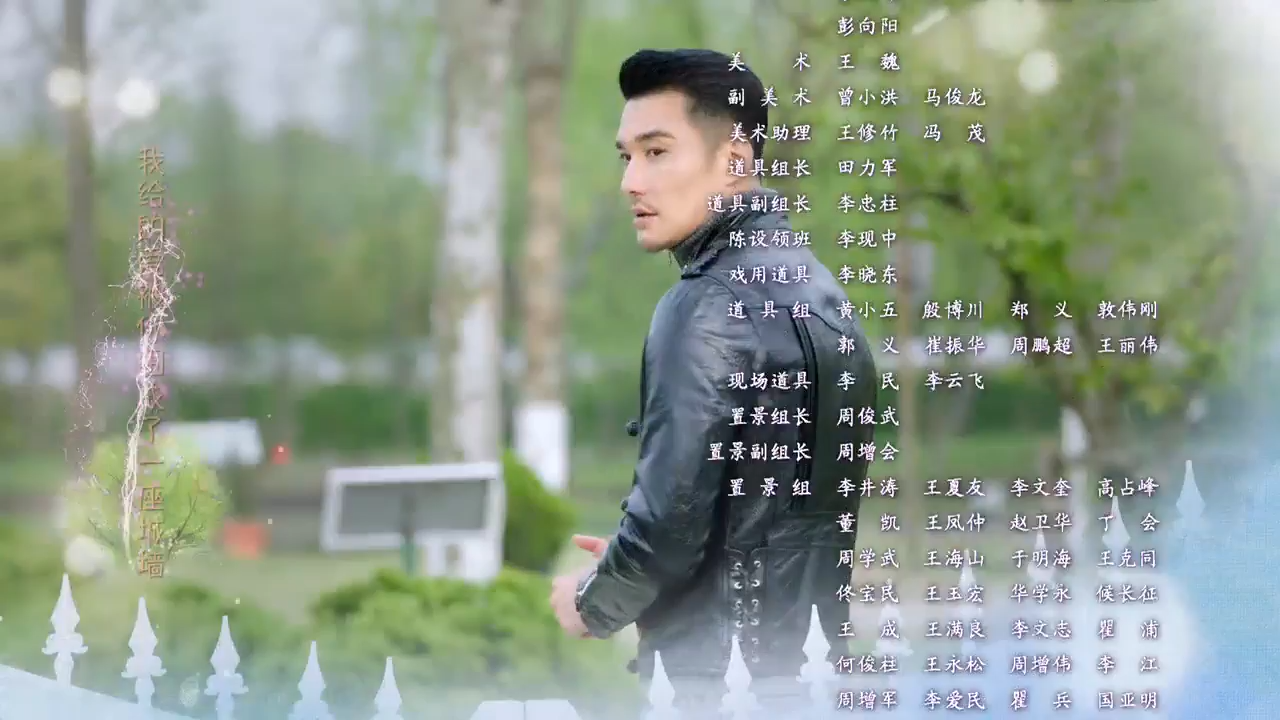 彭向阳
美 术 王 魏
副 美 术 曾小洪 马俊龙
美术助理 王修竹 冯 茂
道具组长 田力军
道具副组长 李忠柱
陈设领班 李现中
戏用道具 李晓东
道 具 组 黄小五 殷博川 郑 义 敦伟刚
郭 义 崔振华 周鹏超 王丽伟
现场道具 李 民 李云飞
置景组长 周俊武
置景副组长 周增会
置 景 组 李井涛 王夏友 李文奎 高占峰
董 凯 王凤仲 赵卫华 丁 会
周学武 王海山 于明海 王克同
佟宝民 王玉宏 华学永 候长征
王 成 王满良 李文志 瞿 浦
何俊柱 王永松 周增伟 李 江
周增军 李爱民 瞿 兵 国亚明
我给的 了一座城墙